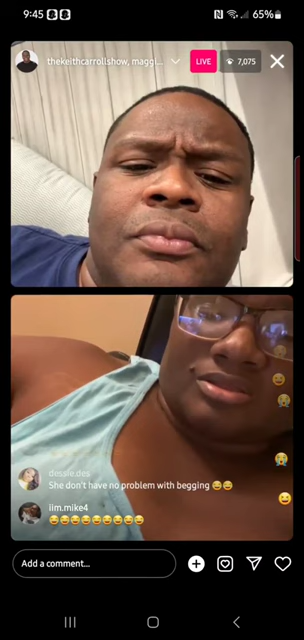 9:45
65%
thekeithcarrollshow, maggi...
LIVE
7,075
dessie.des
She don't have no problem with begging 😂😂
lim.mike4
😂😂😂😂😂😂😂😂😂
Add a comment...